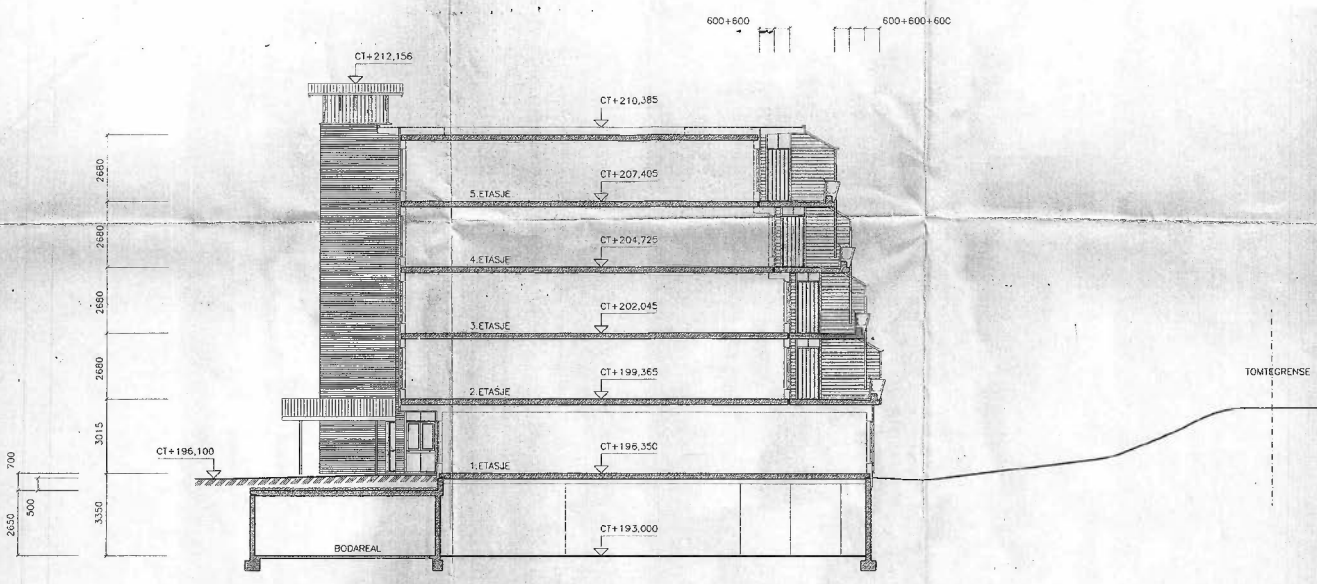 600+600
600+600+600
CT+212,156
CT+210,385
2680
CT+207,405
5.ETASJE
2680
CT+204,725
4.ETASJE
2680
CT+202,045
3.ETASJE
2680
CT+199,365
TOMTEGRENSE
2.ETASJE
3015
CT+196,100
CT+196,350
700
1.ETASJE
500
2650
3350
CT+193,000
BODAREAL